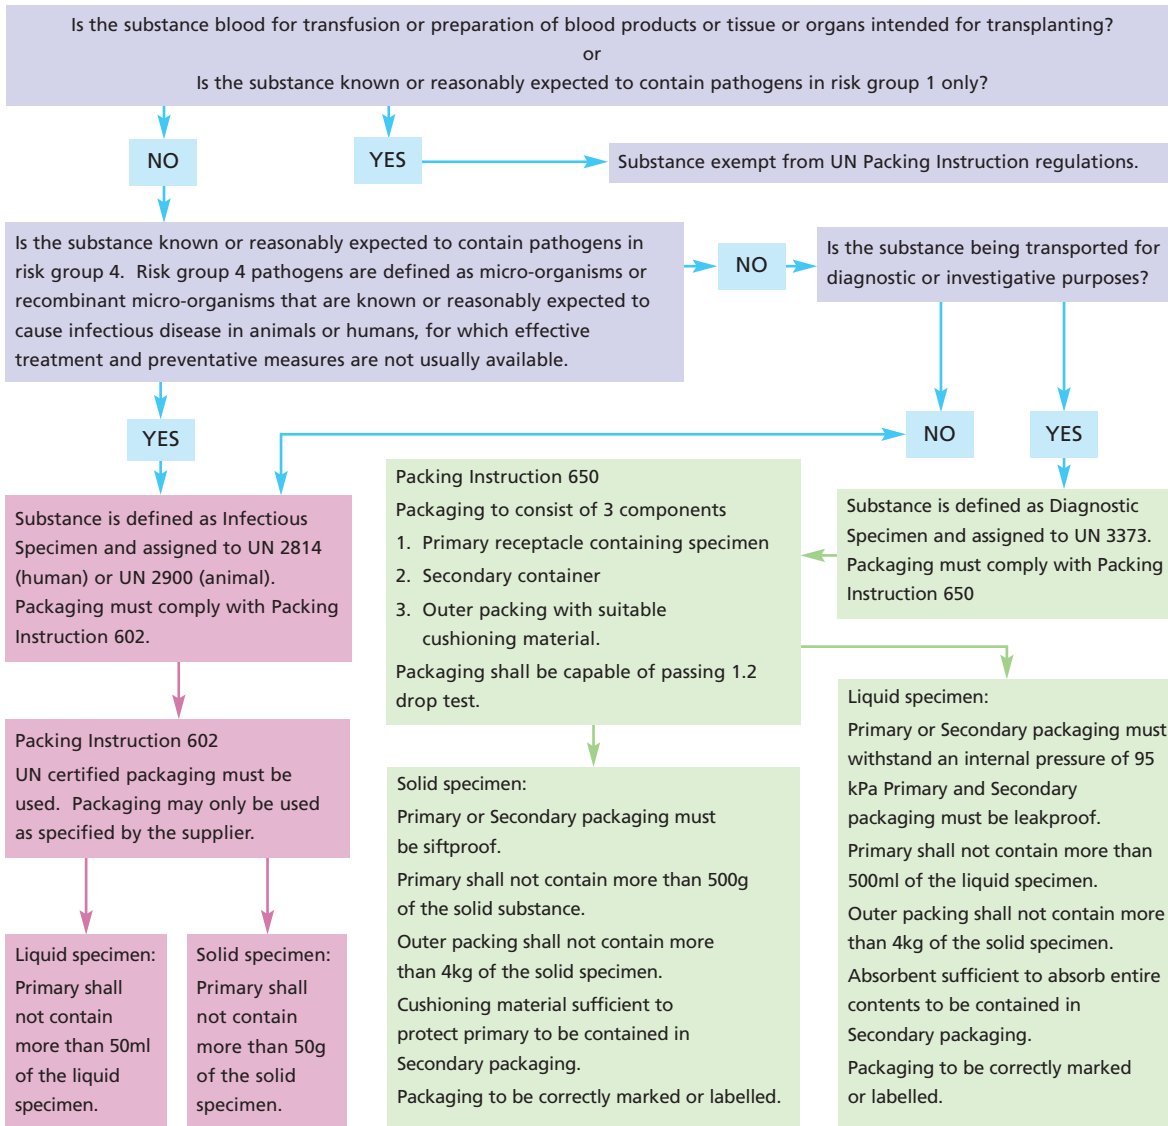 Is the substance blood for transfusion or preparation of blood products or tissue or organs intended for transplanting?
or
Is the substance known or reasonably expected to contain pathogens in risk group 1 only?
NO
YES
Substance exempt from UN Packing Instruction regulations.
Is the substance known or reasonably expected to contain pathogens in
risk group 4. Risk group 4 pathogens are defined as micro-organisms or
recombinant micro-organisms that are known or reasonably expected to
cause infectious disease in animals or humans, for which effective
treatment and preventative measures are not usually available.
NO
Is the substance being transported for
diagnostic or investigative purposes?
YES
NO
YES
Substance is defined as Infectious
Specimen and assigned to UN 2814
(human) or UN 2900 (animal).
Packaging must comply with Packing
Instruction 602.
Packing Instruction 650
Packaging to consist of 3 components
1. Primary receptacle containing specimen
2. Secondary container
3. Outer packing with suitable
cushioning material.
Packaging shall be capable of passing 1.2
drop test.
Substance is defined as Diagnostic
Specimen and assigned to UN 3373.
Packaging must comply with Packing
Instruction 650
Packing Instruction 602
UN certified packaging must be
used. Packaging may only be used
as specified by the supplier.
Liquid specimen:
Primary shall
not contain
more than 50ml
of the liquid
specimen.
Solid specimen:
Primary shall
not contain
more than 50g
of the solid
specimen.
Solid specimen:
Primary or Secondary packaging must
be siftproof.
Primary shall not contain more than 500g
of the solid substance.
Outer packing shall not contain more
than 4kg of the solid specimen.
Cushioning material sufficient to
protect primary to be contained in
Secondary packaging.
Packaging to be correctly marked or labelled.
Liquid specimen:
Primary or Secondary packaging must
withstand an internal pressure of 95
kPa Primary and Secondary
packaging must be leakproof.
Primary shall not contain more than
500ml of the liquid specimen.
Outer packing shall not contain more
than 4kg of the solid specimen.
Absorbent sufficient to absorb entire
contents to be contained in
Secondary packaging.
Packaging to be correctly marked
or labelled.